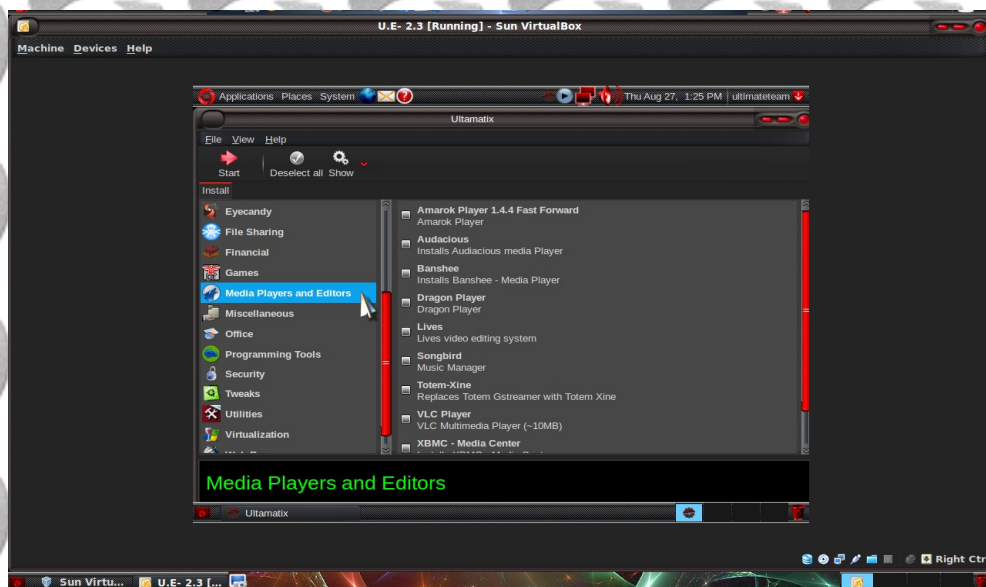 U.E- 2.3 [Running] - Sun VirtualBox
Machine Devices Help
Applications Places System Thu Aug 27, 1:25 PM ultimateteam
Ultamatix
File View Help
Start Deselect all Show
Install
Eyecandy
File Sharing
Financial
Games
Media Players and Editors
Miscellaneous
Office
Programming Tools
Security
Tweaks
Utilities
Virtualization
Amarok Player 1.4.4 Fast Forward
Amarok Player
Audacious
Installs Audiacious media Player
Banshee
Installs Banshee - Media Player
Dragon Player
Dragon Player
Lives
Lives video editing system
Songbird
Music Manager
Totem-Xine
Replaces Totem Gstreamer with Totem Xine
VLC Player
VLC Multimedia Player (~10MB)
XBMC - Media Center
Media Players and Editors
Ultamatix
Right Ctr
Sun Virtu... U.E- 2.3 [...